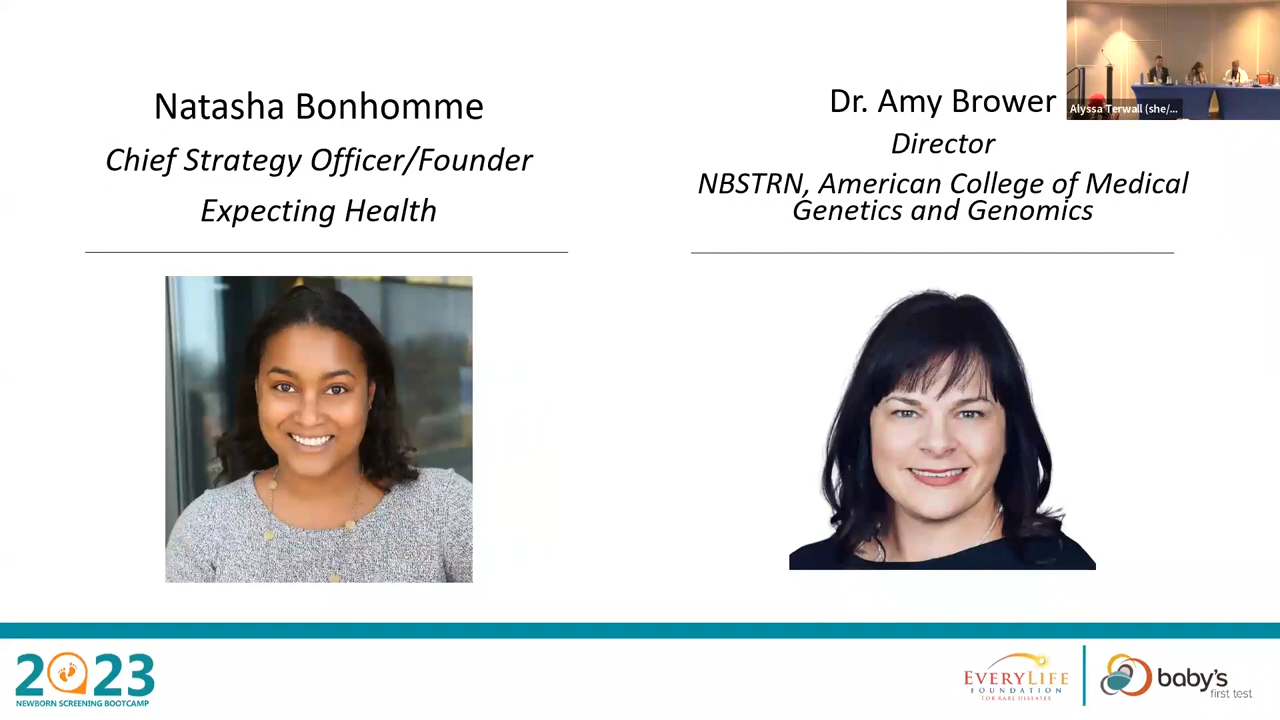 Natasha Bonhomme
Chief Strategy Officer/Founder
Expecting Health
Dr. Amy Brower
Director
NBSTRN, American College of Medical
Genetics and Genomics
Alyssa Terwall (she/...
2023
NEWBORN SCREENING BOOTCAMP
EVERYLIFE
FOUNDATION
FOR RARE DISEASES
baby's
first test